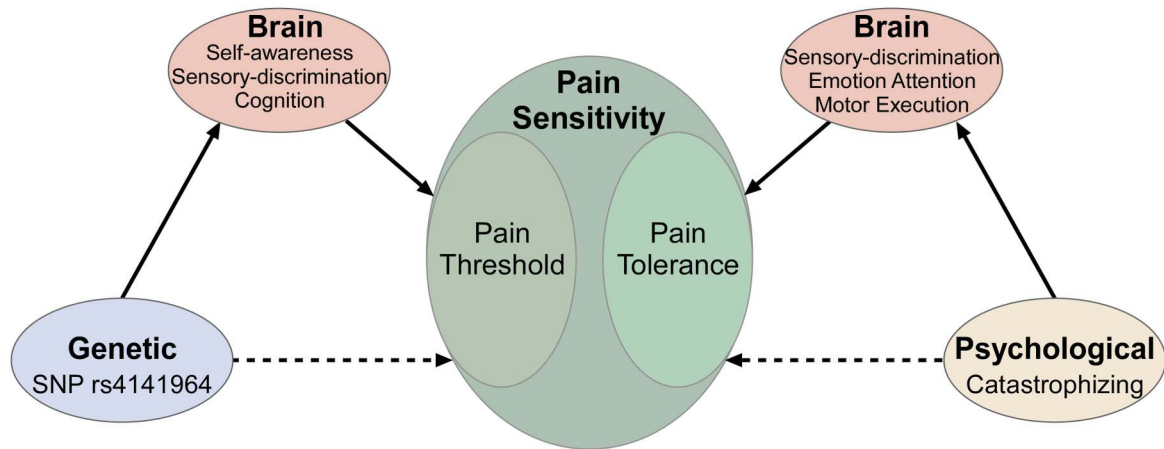 Brain
Self-awareness
Sensory-discrimination
Cognition
Pain
Sensitivity
Brain
Sensory-discrimination
Emotion Attention
Motor Execution
Pain
Threshold
Pain
Tolerance
Genetic
SNP rs4141964
Psychological
Catastrophizing